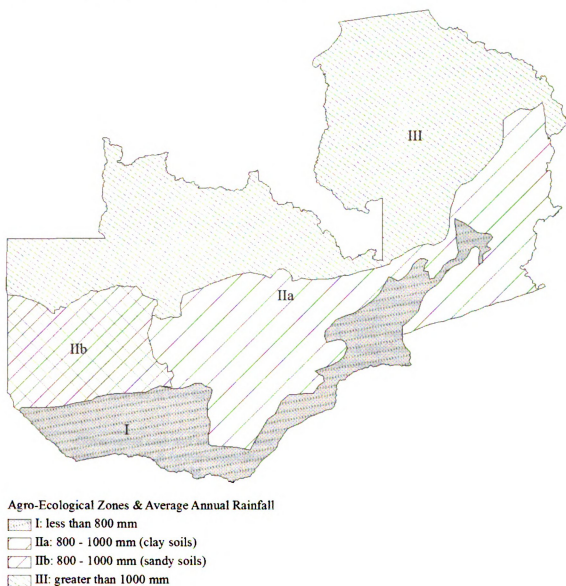 III
IIa
IIb
I
Agro-Ecological Zones & Average Annual Rainfall
I: less than 800 mm
IIa: 800 - 1000 mm (clay soils)
IIb: 800 - 1000 mm (sandy soils)
III: greater than 1000 mm